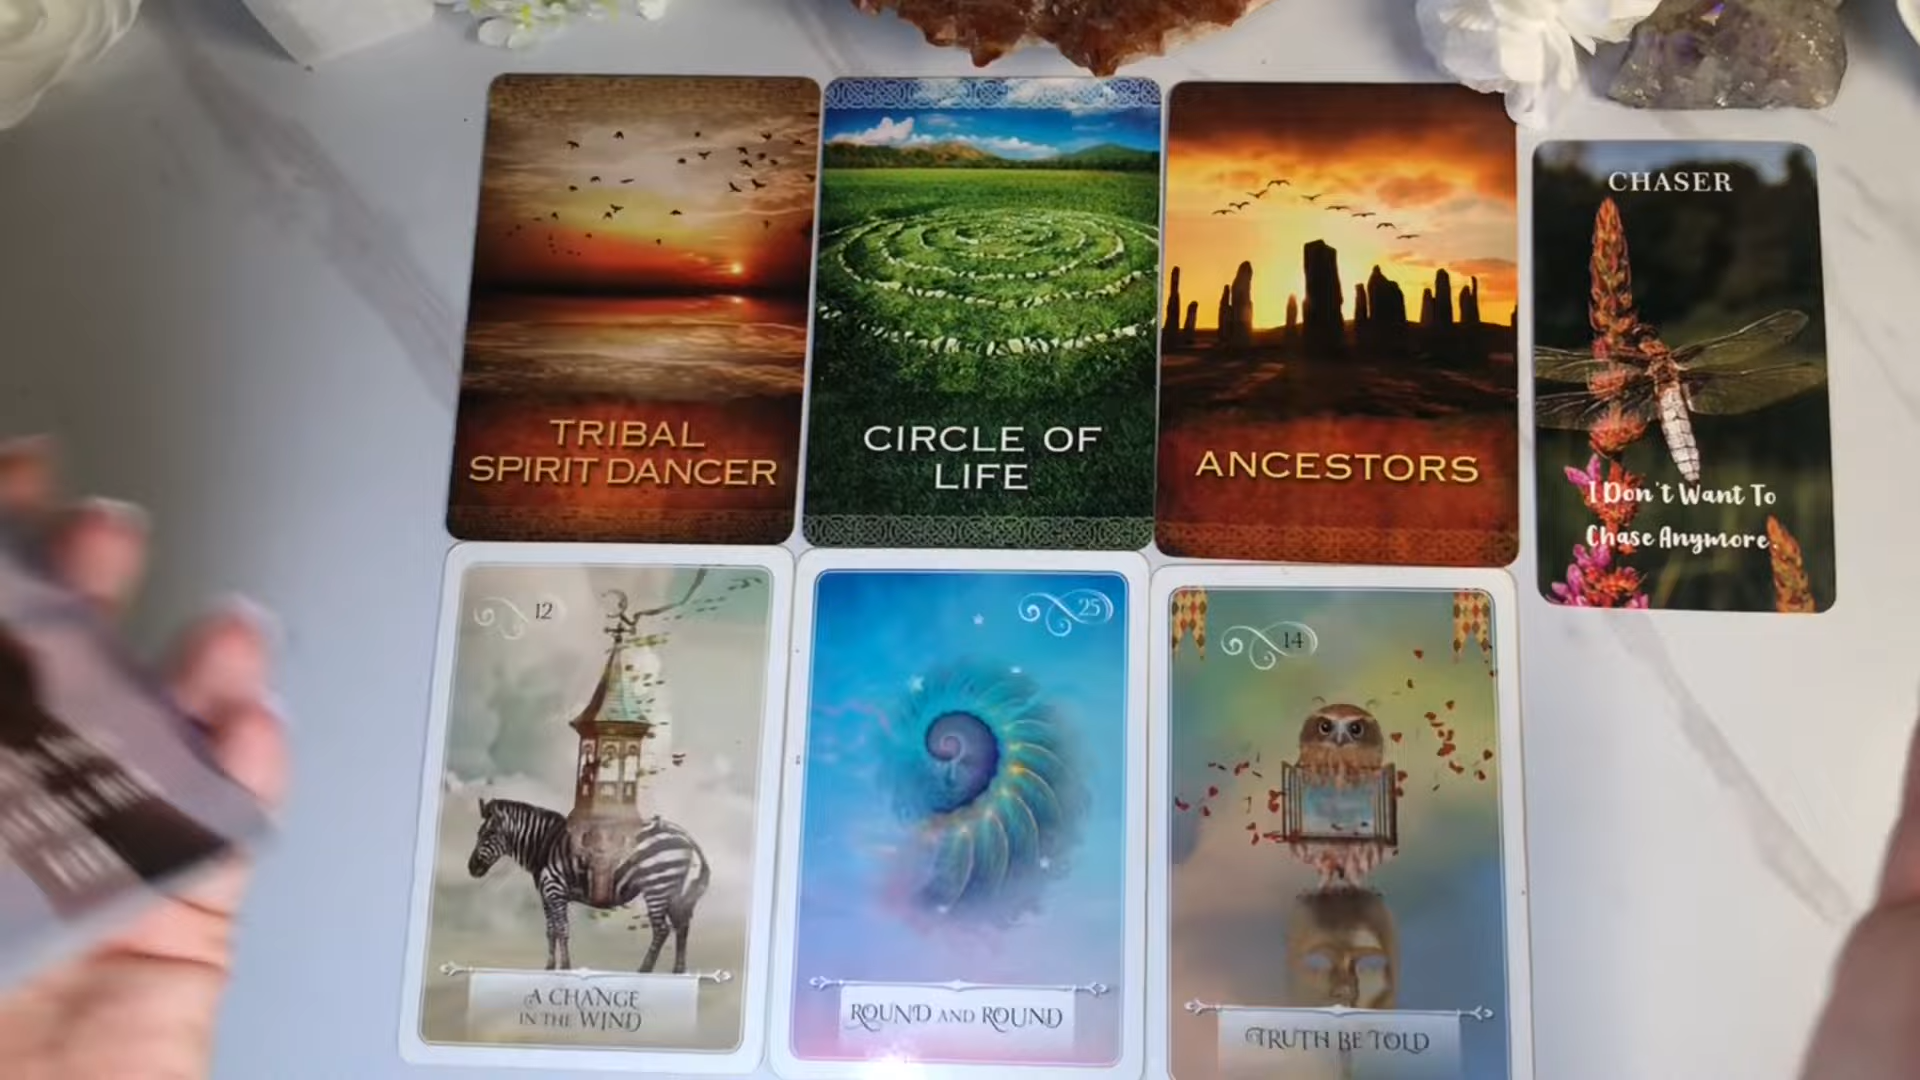 TRIBAL
SPIRIT DANCER
CIRCLE OF
LIFE
ANCESTORS
CHASER
I Don't Want To
Chase Anymore.
12
A CHANGE
IN THE WIND
25
ROUND AND ROUND
14
TRUTH BE TOLD